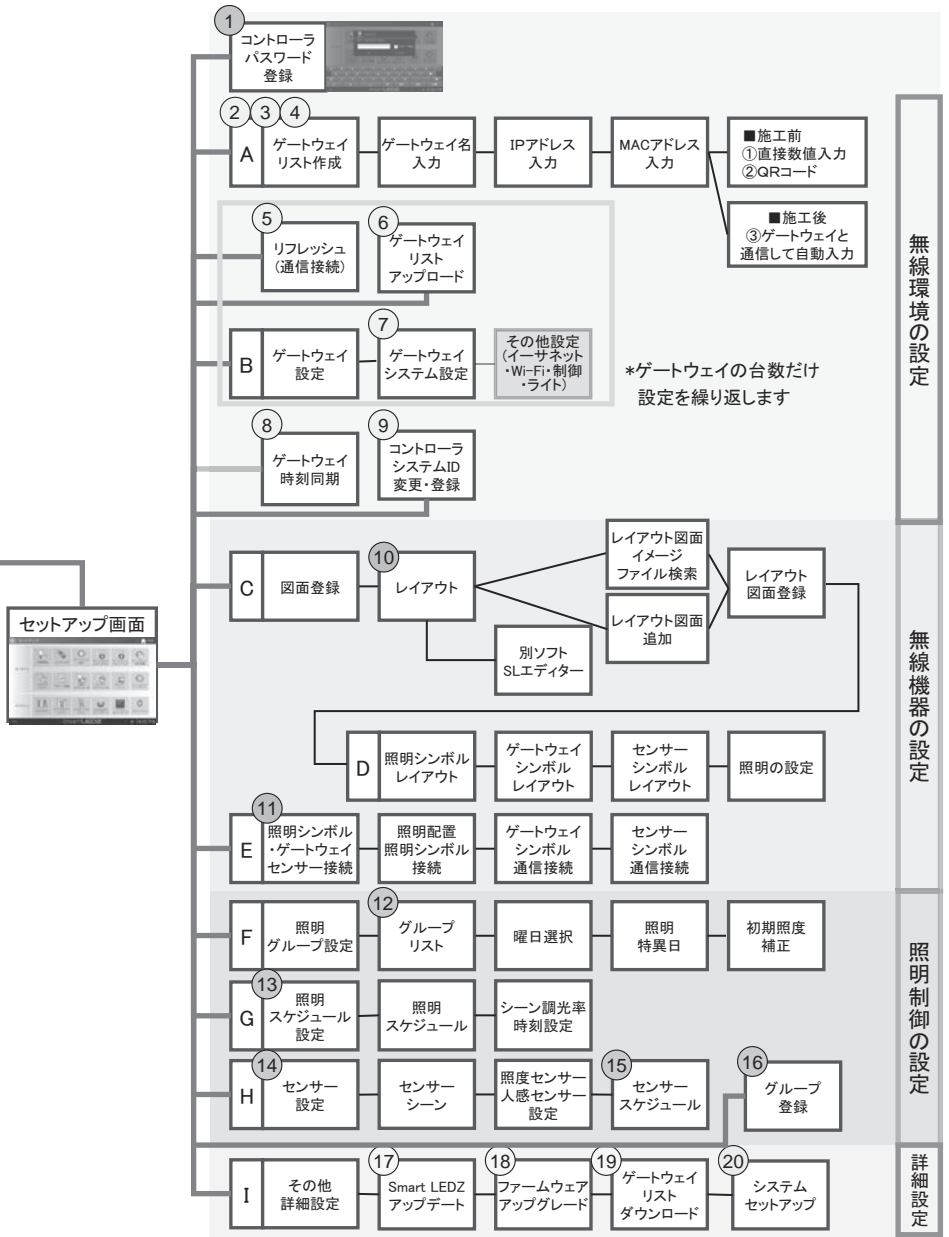 1
コントローラ
パスワード
登録
2 3 4
A
ゲートウェイ
リスト作成
ゲートウェイ名
入力
IPアドレス
入力
MACアドレス
入力
■施工前
①直接数値入力
②QRコード
■施工後
③ゲートウェイと
通信して自動入力
5
リフレッシュ
(通信接続)
6
ゲートウェイ
リスト
アップロード
B
ゲートウェイ
設定
7
ゲートウェイ
システム設定
その他設定
(イーサネット
・Wi-Fi・制御
・ライト)
*ゲートウェイの台数だけ
設定を繰り返します
8
ゲートウェイ
時刻同期
9
コントローラ
システムID
変更・登録
無線環境の設定
セットアップ画面
C
図面登録
10
レイアウト
レイアウト図面
イメージ
ファイル検索
レイアウト図面
追加
レイアウト
図面登録
別ソフト
SLエディター
D
照明シンボル
レイアウト
ゲートウェイ
シンボル
レイアウト
センサー
シンボル
レイアウト
照明の設定
11
E
照明シンボル
・ゲートウェイ
センサー接続
照明配置
照明シンボル
接続
ゲートウェイ
シンボル
通信接続
センサー
シンボル
通信接続
無線機器の設定
F
照明
グループ設定
12
グループ
リスト
曜日選択
照明
特異日
初期照度
補正
13
G
照明
スケジュール
設定
照明
スケジュール
シーン調光率
時刻設定
14
H
センサー
設定
センサー
シーン
照度センサー
人感センサー
設定
15
センサー
スケジュール
16
グループ
登録
照明制御の設定
I
その他
詳細設定
17
Smart LEDZ
アップデート
18
ファームウェア
アップグレード
19
ゲートウェイ
リスト
ダウンロード
20
システム
セットアップ
詳細設定